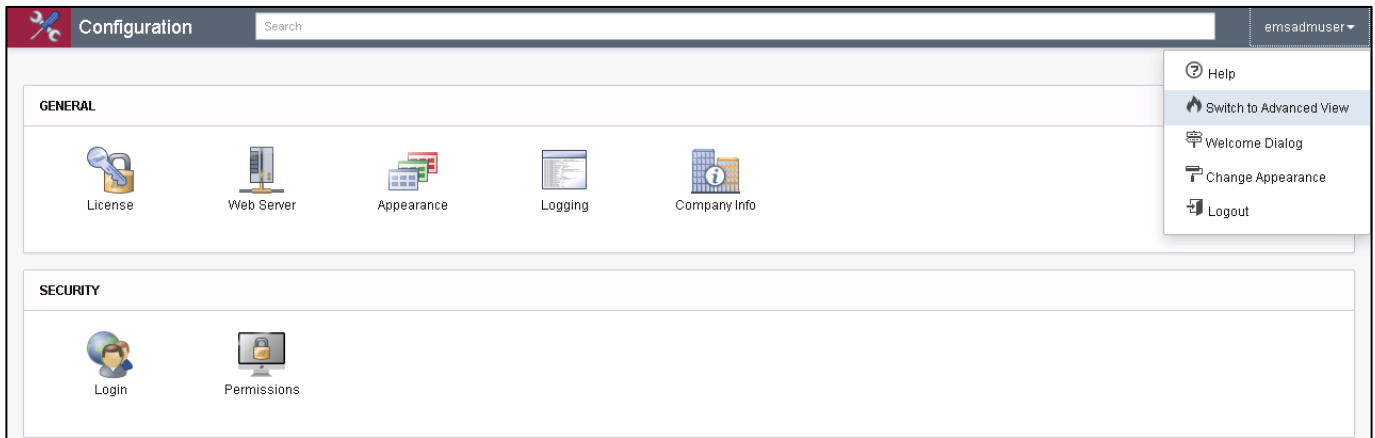 Configuration
Search
emsadmuser
Help
Switch to Advanced View
Welcome Dialog
Change Appearance
Logout
GENERAL
License Web Server Appearance Logging Company Info
SECURITY
Login Permissions